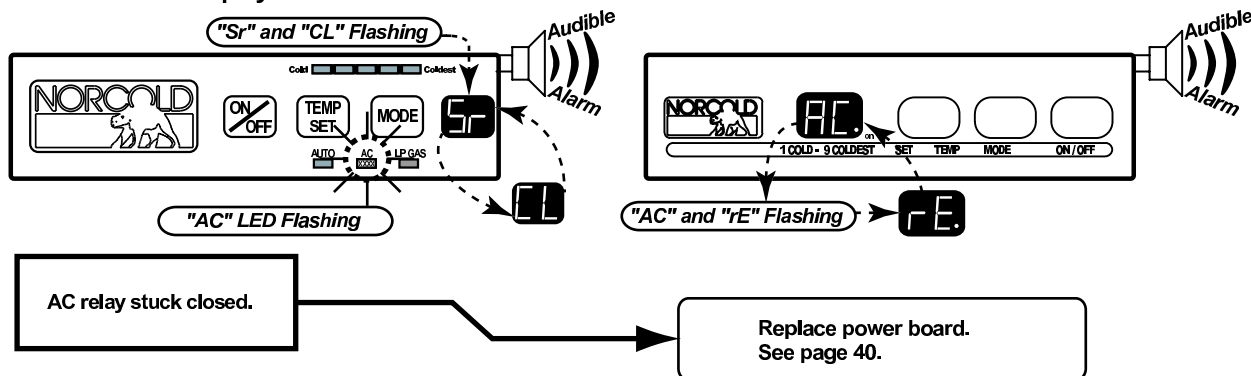 "Sr" and "CL" Flashing
Audible
Alarm
Cold
Coldest
NORCOLD
ON
OFF
TEMP
SET
MODE
Sr
AUTO
AC
LP GAS
CL
"AC" LED Flashing
Audible
Alarm
NORCOLD
AC.
on
1 COLD - 9 COLDEST SET TEMP MODE ON / OFF
"AC" and "rE" Flashing
rE.
AC relay stuck closed.
Replace power board.
See page 40.